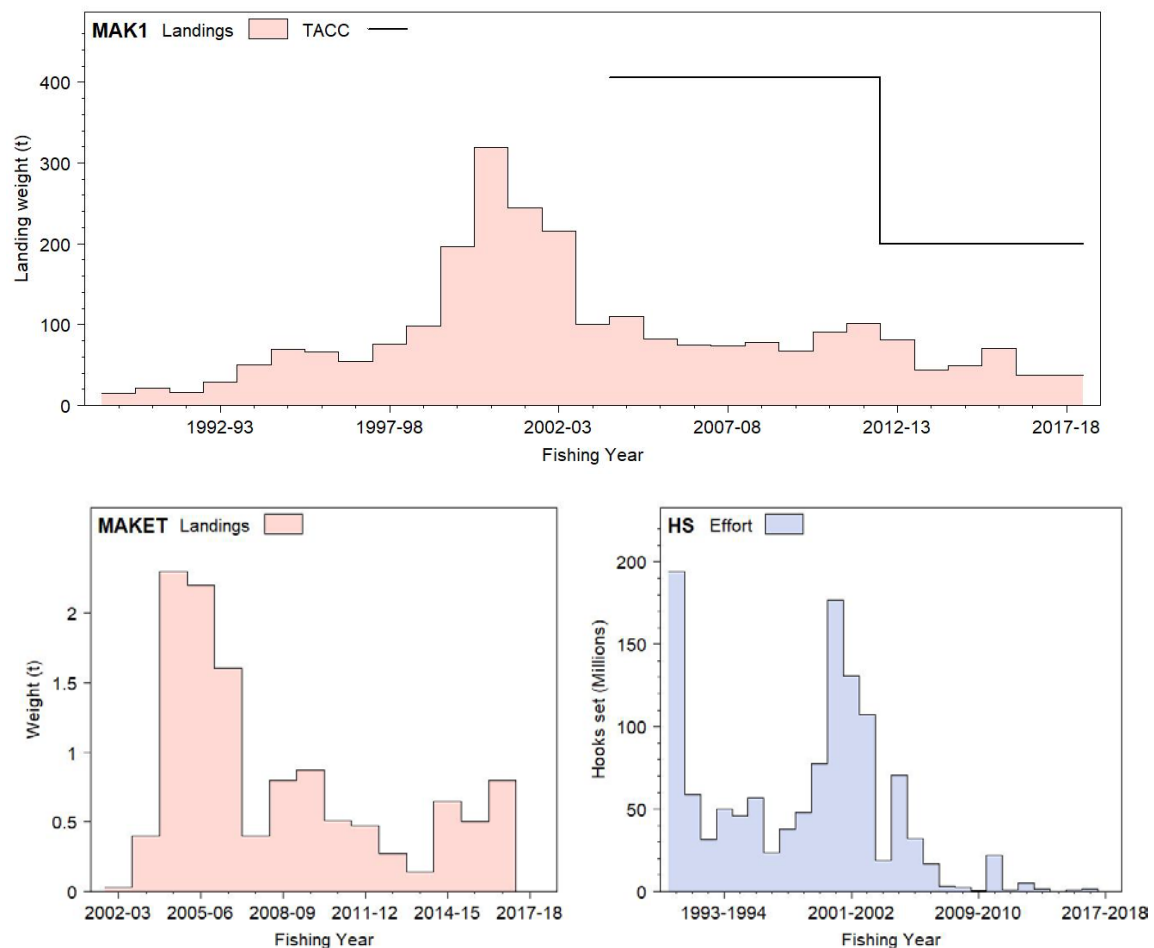 MAK1 Landings TACC
400
300
200
100
0
Landing weight (t)
1992-93 1997-98 2002-03 2007-08 2012-13 2017-18
Fishing Year
MAKET Landings
2
1.5
1
0.5
0
Weight (t)
2002-03 2005-06 2008-09 2011-12 2014-15 2017-18
Fishing Year
HS Effort
200
150
100
50
0
Hooks set (Millions)
1993-1994 2001-2002 2009-2010 2017-2018
Fishing Year